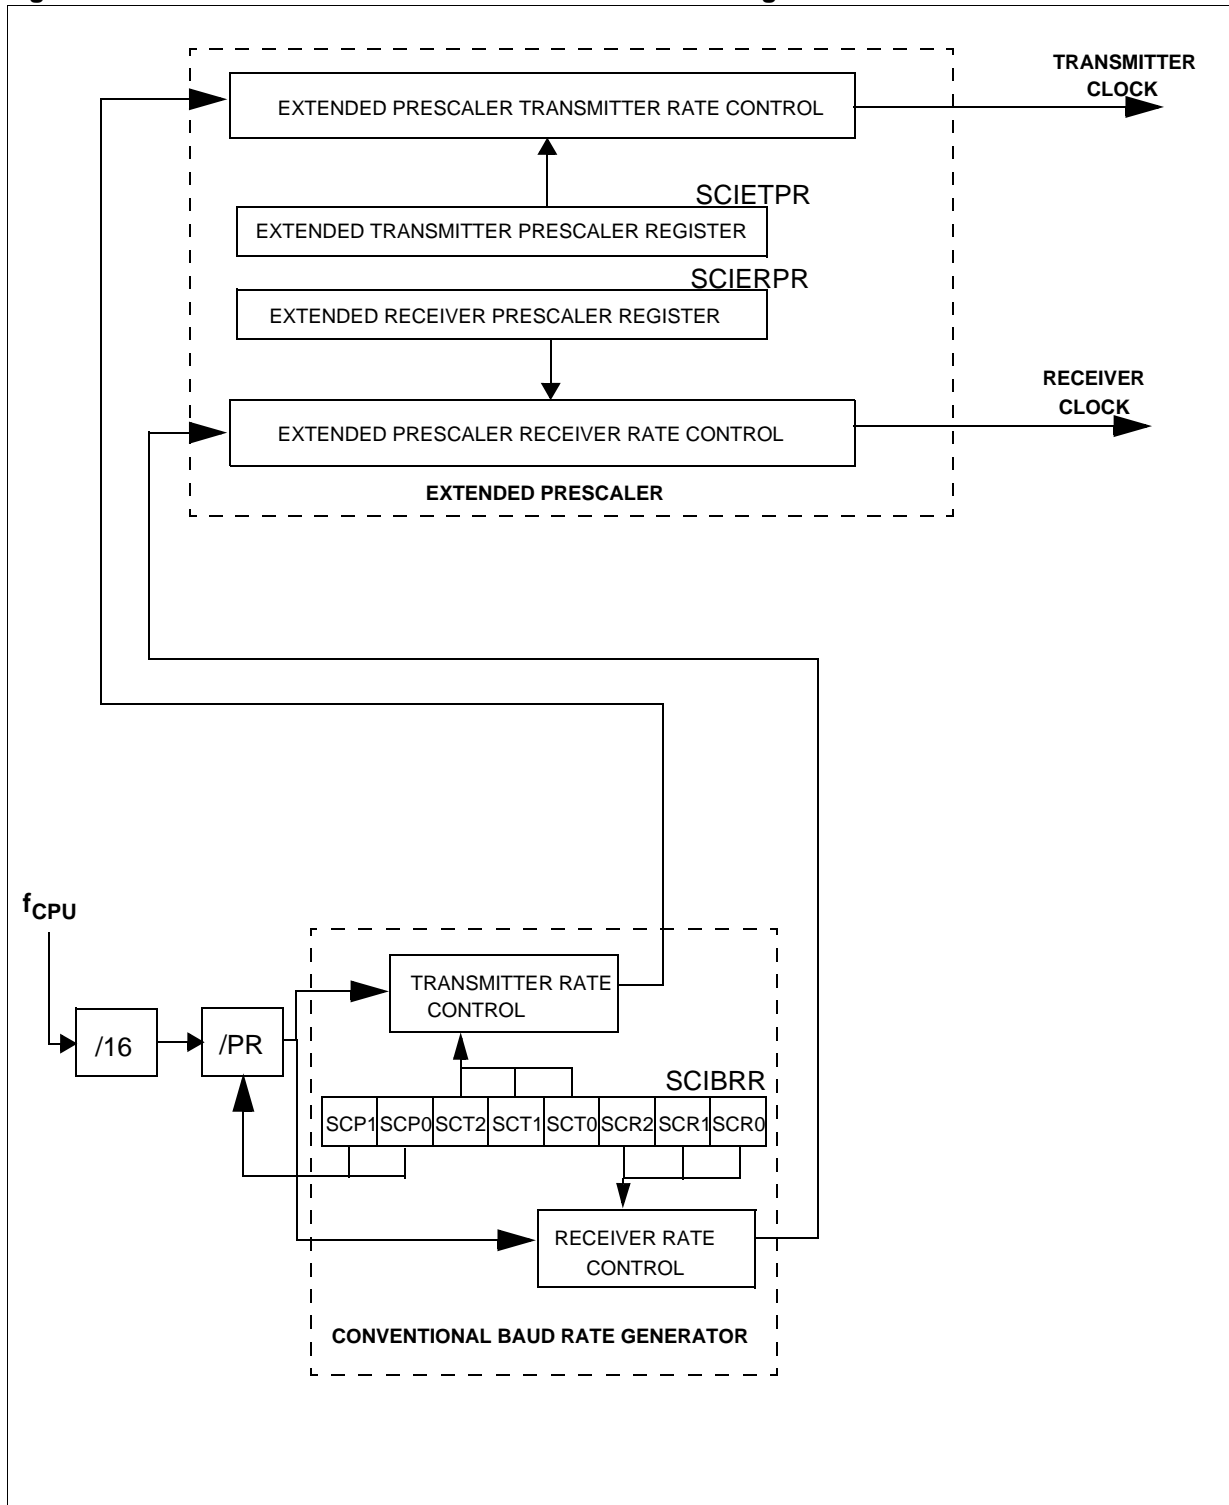 TRANSMITTER
CLOCK
EXTENDED PRESCALER TRANSMITTER RATE CONTROL
SCIETPR
EXTENDED TRANSMITTER PRESCALER REGISTER
SCIERPR
EXTENDED RECEIVER PRESCALER REGISTER
RECEIVER
CLOCK
EXTENDED PRESCALER RECEIVER RATE CONTROL
EXTENDED PRESCALER
fCPU
TRANSMITTER RATE
CONTROL
/16
/PR
SCIBRR
SCP1 SCP0 SCT2 SCT1 SCT0 SCR2 SCR1 SCR0
RECEIVER RATE
CONTROL
CONVENTIONAL BAUD RATE GENERATOR